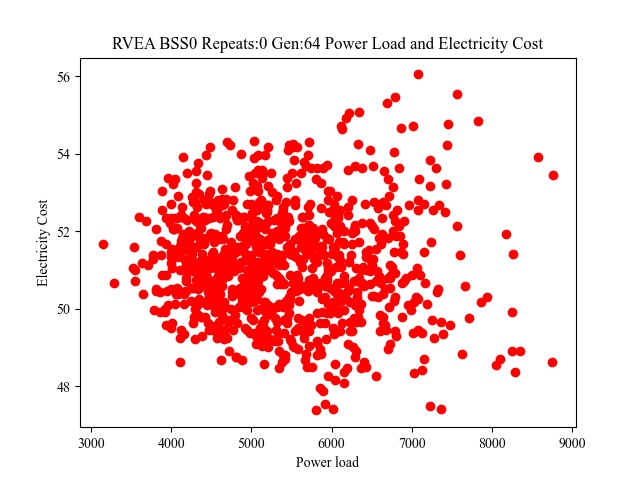 RVEA BSS0 Repeats:0 Gen:64 Power Load and Electricity Cost
56
54
52
50
48
Electricity Cost
3000 4000 5000 6000 7000 8000 9000
Power load